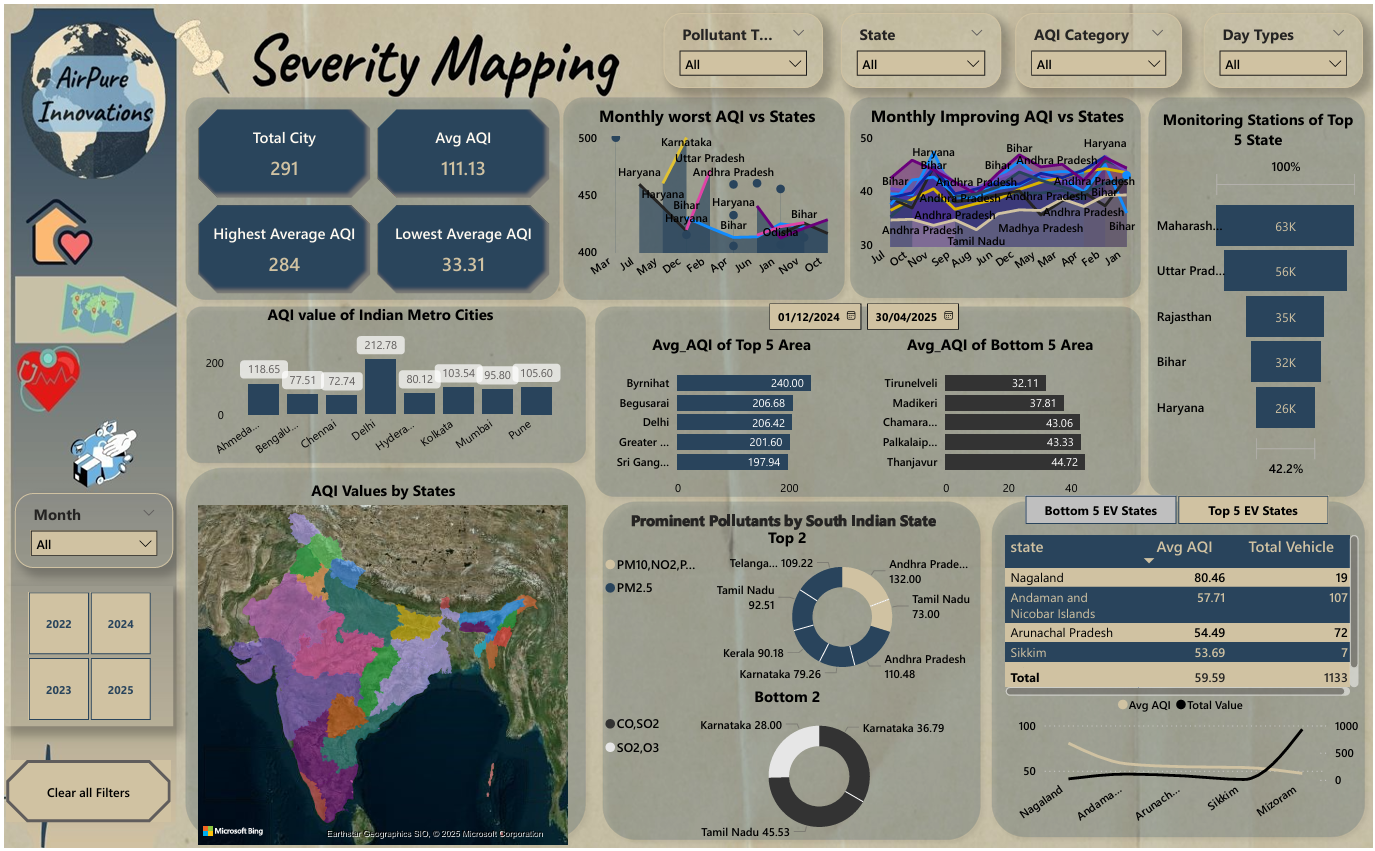 AirPure
Innovations
Severity Mapping
Pollutant T...
All
State
All
AQI Category
All
Day Types
All
Total City
291
Avg AQI
111.13
Highest Average AQI
284
Lowest Average AQI
33.31
Monthly worst AQI vs States
500
450
400
Karnataka
Uttar Pradesh
Haryana
Andhra Pradesh
Haryana
Bihar
Haryana
Haryana
Bihar
Bihar
Odisha
Mar
Jul
May
Dec
Feb
Apr
Jun
Jan
Nov
Oct
Monthly Improving AQI vs States
50
40
30
Haryana
Bihar
Haryana
Bihar
Bihar
Andhra Pradesh
Bihar
Andhra Pradesh
Andhra Pradesh
Andhra Pradesh
Andhra Pradesh
Bihar
Andhra Pradesh
Andhra Pradesh
Andhra Pradesh
Madhya Pradesh
Bihar
Tamil Nadu
Jul
Oct
Nov
Sep
Aug
Jun
Dec
May
Mar
Apr
Feb
Jan
Monitoring Stations of Top
5 State
100%
Maharash...
63K
Uttar Prad...
56K
Rajasthan
35K
Bihar
32K
Haryana
26K
42.2%
AQI value of Indian Metro Cities
200
0
118.65
77.51
72.74
212.78
80.12
103.54
95.80
105.60
Ahmeda...
Bengalu...
Chennai
Delhi
Hydera...
Kolkata
Mumbai
Pune
01/12/2024
30/04/2025
Avg_AQI of Top 5 Area
Byrnihat
240.00
Begusarai
206.68
Delhi
206.42
Greater ...
201.60
Sri Gang...
197.94
0
200
Avg_AQI of Bottom 5 Area
Tirunelveli
32.11
Madikeri
37.81
Chamara...
43.06
Palkalaip...
43.33
Thanjavur
44.72
0
20
40
Month
All
2022
2024
2023
2025
Clear all Filters
AQI Values by States
Microsoft Bing
Earthstar Geographics SIO, © 2025 Microsoft Corporation
Prominent Pollutants by South Indian State
Top 2
PM10,NO2,P...
PM2.5
Telanga... 109.22
Andhra Prade...
132.00
Tamil Nadu
92.51
Tamil Nadu
73.00
Kerala 90.18
Karnataka 79.26
Andhra Pradesh
110.48
Bottom 2
CO,SO2
SO2,O3
Karnataka 28.00
Karnataka 36.79
Tamil Nadu 45.53
Bottom 5 EV States
Top 5 EV States
state Avg AQI Total Vehicle
Nagaland 80.46 19
Andaman and 57.71 107
Nicobar Islands
Arunachal Pradesh 54.49 72
Sikkim 53.69 7
Total 59.59 1133
Avg AQI Total Value
100
50
1000
500
0
Nagaland
Andama...
Arunach...
Sikkim
Mizoram